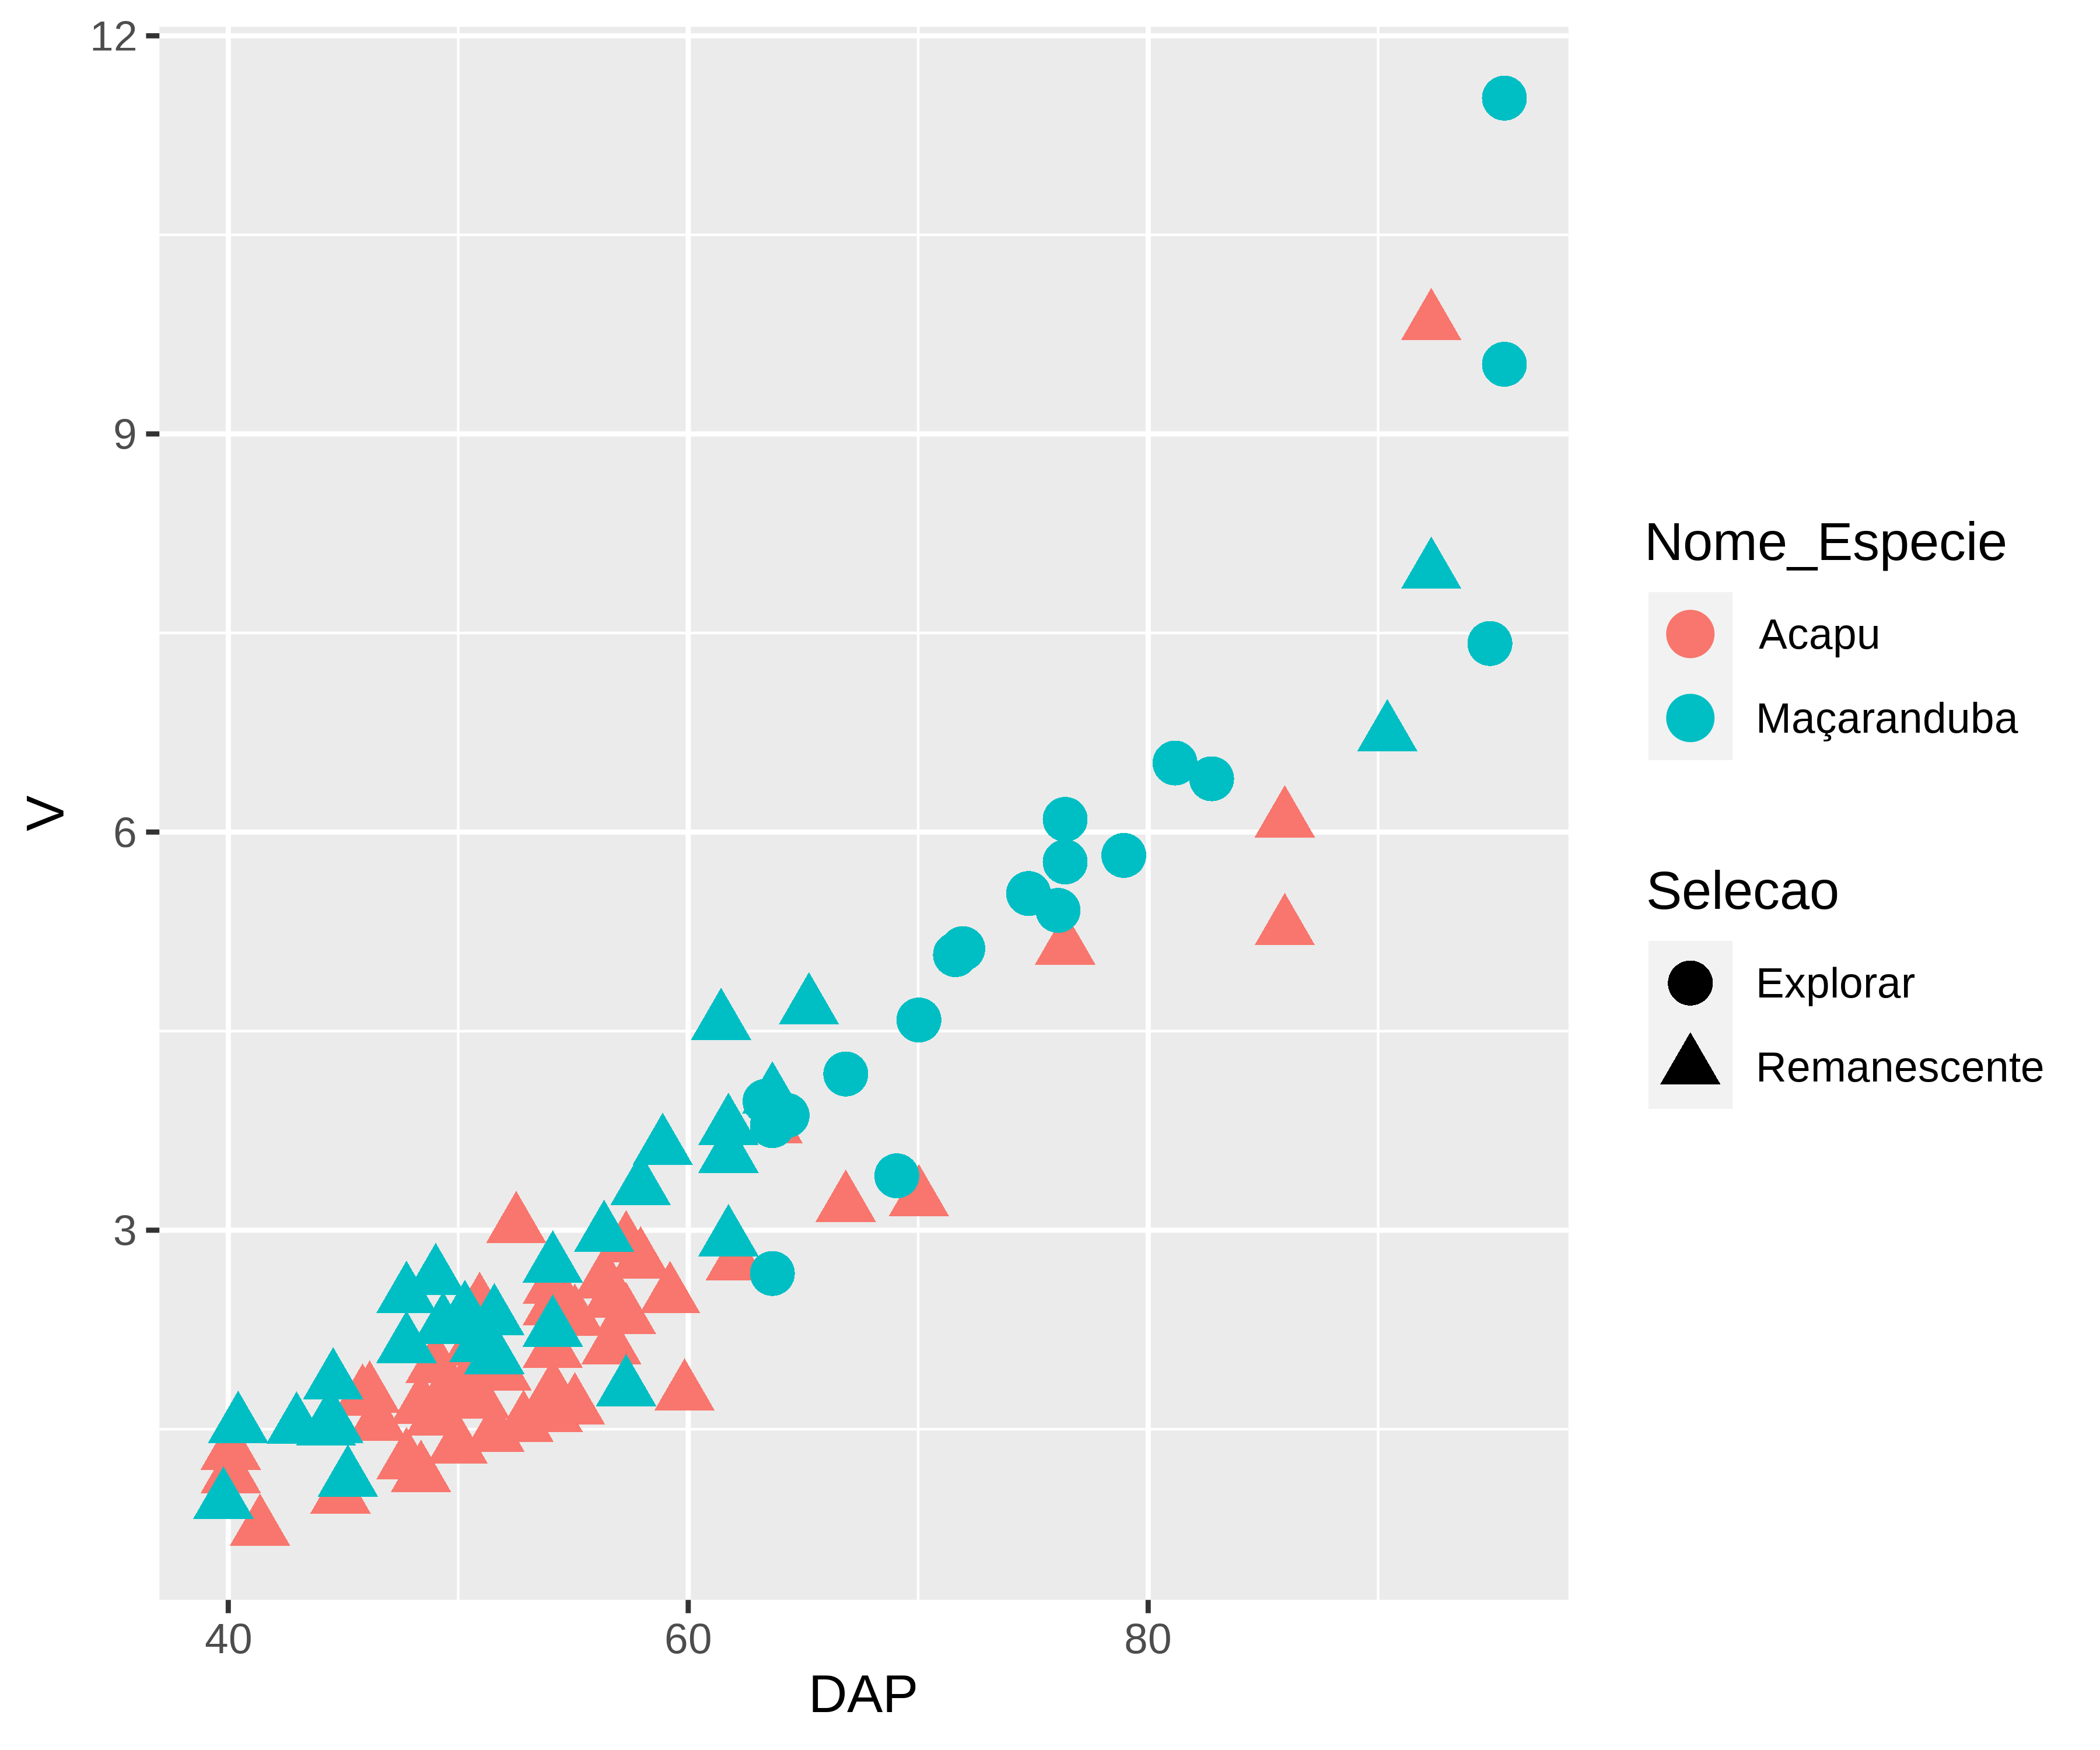 12
9
6
3
V
40 60 80
DAP
Nome_Especie
Acapu
Maçaranduba
Selecao
Explorar
Remanescente